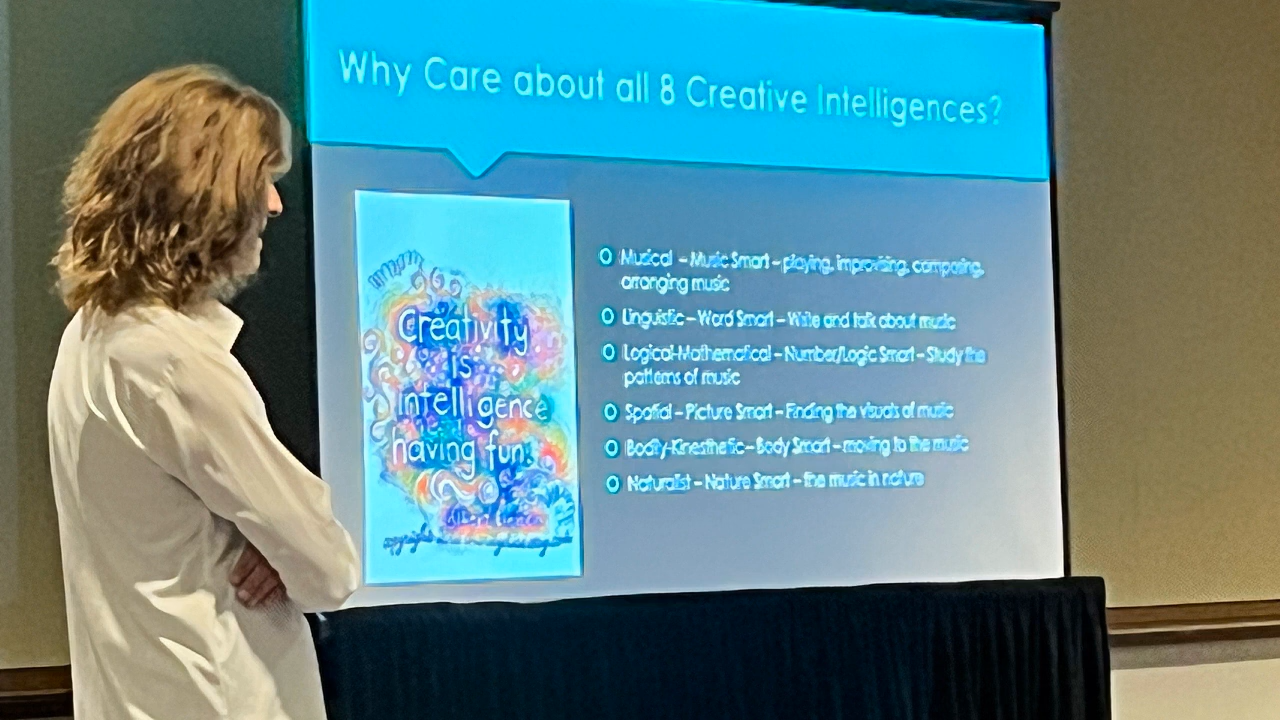 Why Care about all 8 Creative Intelligences?
Creativity
is
intelligence
having fun.
Musical – Music Smart – playing, improvising, composing,
arranging music
Linguistic – Word Smart – Write and talk about music
Logical-Mathematical – Number/Logic Smart – Study the
patterns of music
Spatial – Picture Smart – Finding the visuals of music
Bodily-Kinesthetic – Body Smart – moving to the music
Naturalist – Nature Smart – the music in nature